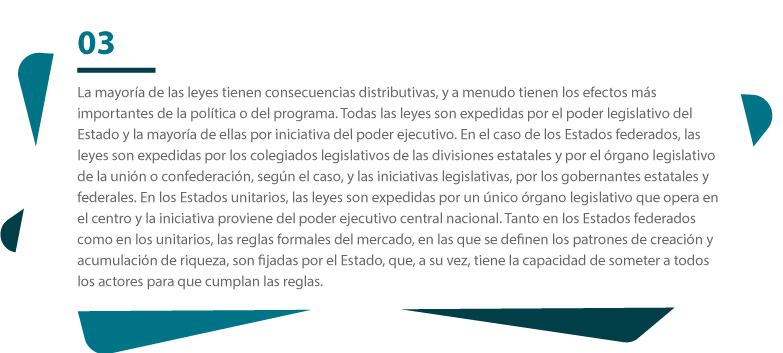 03
La mayoría de las leyes tienen consecuencias distributivas, y a menudo tienen los efectos más
importantes de la política o del programa. Todas las leyes son expedidas por el poder legislativo del
Estado y la mayoría de ellas por iniciativa del poder ejecutivo. En el caso de los Estados federados, las
leyes son expedidas por los colegiados legislativos de las divisiones estatales y por el órgano legislativo
de la unión o confederación, según el caso, y las iniciativas legislativas, por los gobernantes estatales y
federales. En los Estados unitarios, las leyes son expedidas por un único órgano legislativo que opera en
el centro y la iniciativa proviene del poder ejecutivo central nacional. Tanto en los Estados federados
como en los unitarios, las reglas formales del mercado, en las que se definen los patrones de creación y
acumulación de riqueza, son fijadas por el Estado, que, a su vez, tiene la capacidad de someter a todos
los actores para que cumplan las reglas.